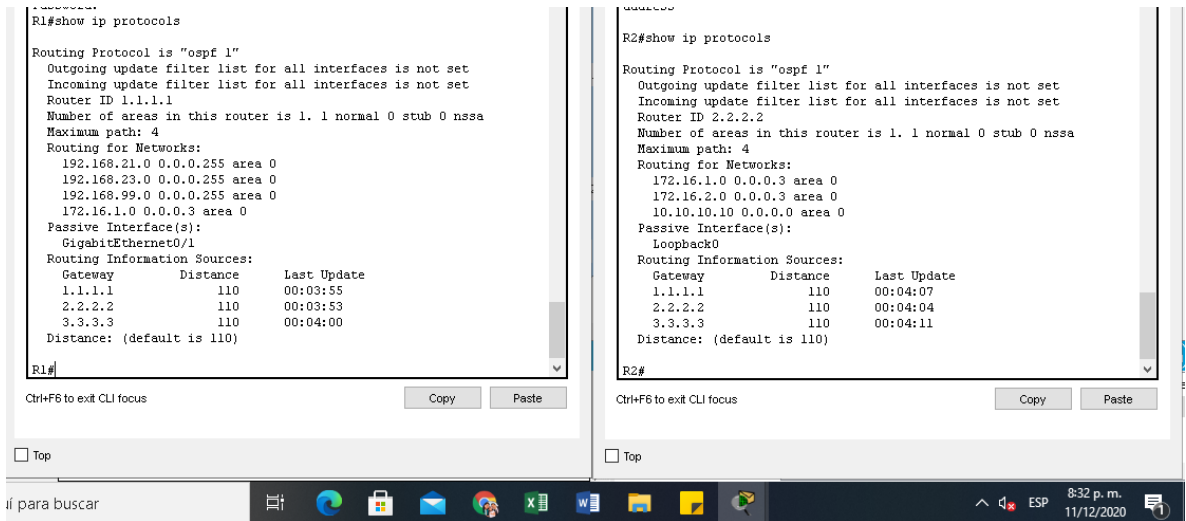 R1#show ip protocols
Routing Protocol is "ospf 1"
Outgoing update filter list for all interfaces is not set
Incoming update filter list for all interfaces is not set
Router ID 1.1.1.1
Number of areas in this router is 1. 1 normal 0 stub 0 nssa
Maximum path: 4
Routing for Networks:
192.168.21.0 0.0.0.255 area 0
192.168.23.0 0.0.0.255 area 0
192.168.99.0 0.0.0.255 area 0
172.16.1.0 0.0.0.3 area 0
Passive Interface(s):
GigabitEthernet0/1
Routing Information Sources:
Gateway Distance Last Update
1.1.1.1 110 00:03:55
2.2.2.2 110 00:03:53
3.3.3.3 110 00:04:00
Distance: (default is 110)
R1#
Ctrl+F6 to exit CLI focus
Copy Paste
Top
R2#show ip protocols
Routing Protocol is "ospf 1"
Outgoing update filter list for all interfaces is not set
Incoming update filter list for all interfaces is not set
Router ID 2.2.2.2
Number of areas in this router is 1. 1 normal 0 stub 0 nssa
Maximum path: 4
Routing for Networks:
172.16.1.0 0.0.0.3 area 0
172.16.2.0 0.0.0.3 area 0
10.10.10.10 0.0.0.0 area 0
Passive Interface(s):
Loopback0
Routing Information Sources:
Gateway Distance Last Update
1.1.1.1 110 00:04:07
2.2.2.2 110 00:04:04
3.3.3.3 110 00:04:11
Distance: (default is 110)
R2#
Ctrl+F6 to exit CLI focus
Copy Paste
Top
uí para buscar
ESP
8:32 p. m.
11/12/2020
1